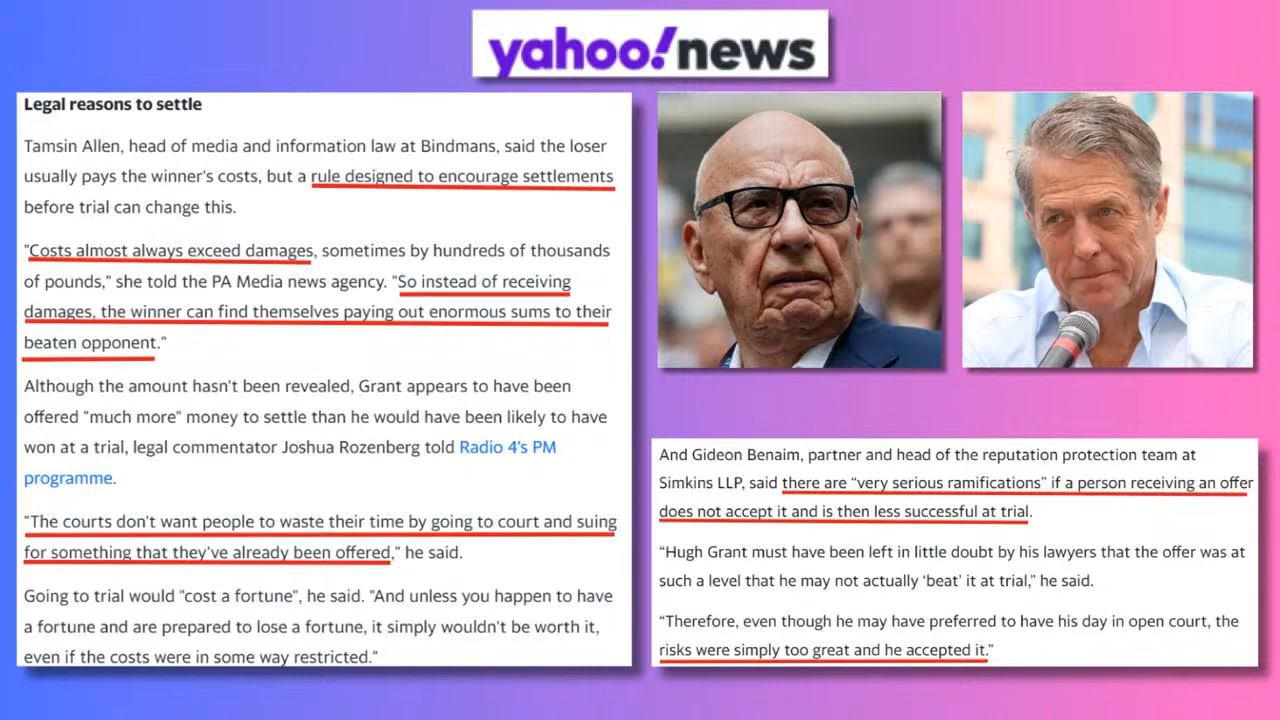 yahoo!news
Legal reasons to settle
Tamsin Allen, head of media and information law at Bindmans, said the loser
usually pays the winner's costs, but a rule designed to encourage settlements
before trial can change this.
"Costs almost always exceed damages, sometimes by hundreds of thousands
of pounds," she told the PA Media news agency. "So instead of receiving
damages, the winner can find themselves paying out enormous sums to their
beaten opponent."
Although the amount hasn't been revealed, Grant appears to have been
offered "much more" money to settle than he would have been likely to have
won at a trial, legal commentator Joshua Rozenberg told Radio 4's PM
programme.
"The courts don't want people to waste their time by going to court and suing
for something that they've already been offered," he said.
Going to trial would "cost a fortune", he said. "And unless you happen to have
a fortune and are prepared to lose a fortune, it simply wouldn't be worth it,
even if the costs were in some way restricted."
And Gideon Benaim, partner and head of the reputation protection team at
Simkins LLP, said there are “very serious ramifications” if a person receiving an offer
does not accept it and is then less successful at trial.
“Hugh Grant must have been left in little doubt by his lawyers that the offer was at
such a level that he may not actually ‘beat’ it at trial,” he said.
“Therefore, even though he may have preferred to have his day in open court, the
risks were simply too great and he accepted it.”